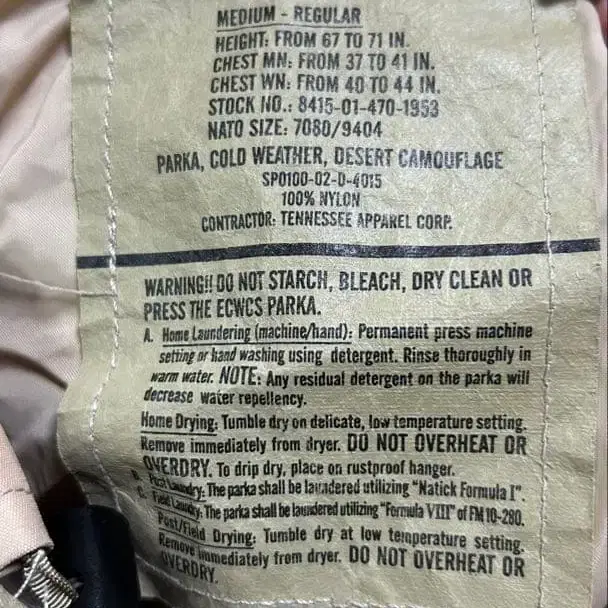 MEDIUM - REGULAR
HEIGHT: FROM 67 TO 71 IN.
CHEST MN: FROM 37 TO 41 IN.
CHEST WN: FROM 40 TO 44 IN.
STOCK NO.: 8415-01-470-1953
NATO SIZE: 7080/9404
PARKA, COLD WEATHER, DESERT CAMOUFLAGE
SPO100-02-D-4015
100% NYLON
CONTRACTOR: TENNESSEE APPAREL CORP.
WARNING!! DO NOT STARCH, BLEACH, DRY CLEAN OR
PRESS THE ECWCS PARKA.
A. Home Laundering (machine/hand): Permanent press machine
setting or hand washing using detergent. Rinse thoroughly in
warm water. NOTE: Any residual detergent on the parka will
decrease water repellency.
Home Drying: Tumble dry on delicate, low temperature setting.
Remove immediately from dryer. DO NOT OVERHEAT OR
OVERDRY. To drip dry, place on rustproof hanger.
B. Post Laundry: The parka shall be laundered utilizing "Natick Formula I".
C. Field Laundry: The parka shall be laundered utilizing "Formula VIII" of FM 10-280.
Post/Field Drying: Tumble dry at low temperature setting.
Remove immediately from dryer. DO NOT OVERHEAT OR
OVERDRY.